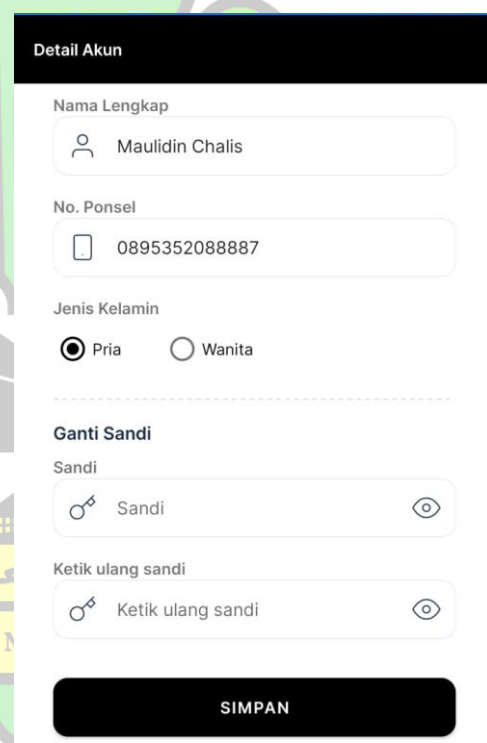 Detail Akun
Nama Lengkap
Maulidin Chalis
No. Ponsel
0895352088887
Jenis Kelamin
Pria Wanita
Ganti Sandi
Sandi
Sandi
Ketik ulang sandi
Ketik ulang sandi
SIMPAN